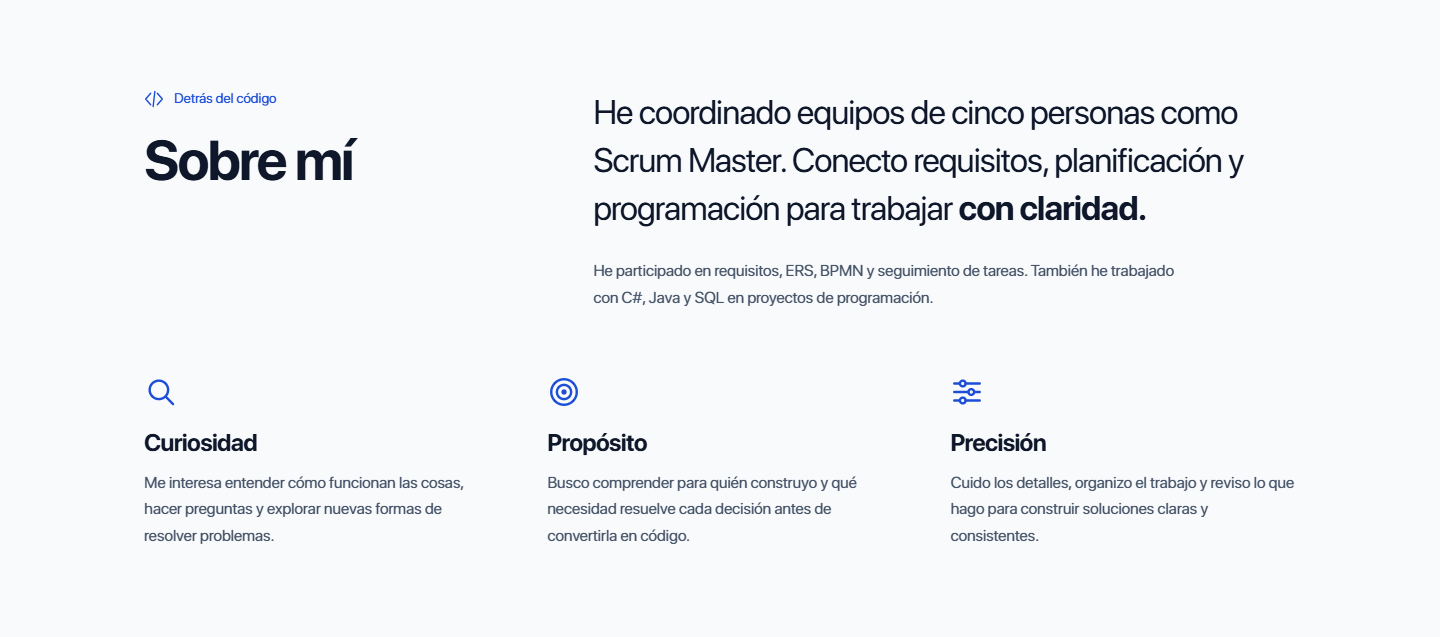 Detrás del código
Sobre mí
He coordinado equipos de cinco personas como
Scrum Master. Conecto requisitos, planificación y
programación para trabajar con claridad.
He participado en requisitos, ERS, BPMN y seguimiento de tareas. También he trabajado
con C#, Java y SQL en proyectos de programación.
Curiosidad
Me interesa entender cómo funcionan las cosas,
hacer preguntas y explorar nuevas formas de
resolver problemas.
Propósito
Busco comprender para quién construyo y qué
necesidad resuelve cada decisión antes de
convertirla en código.
Precisión
Cuido los detalles, organizo el trabajo y reviso lo que
hago para construir soluciones claras y
consistentes.